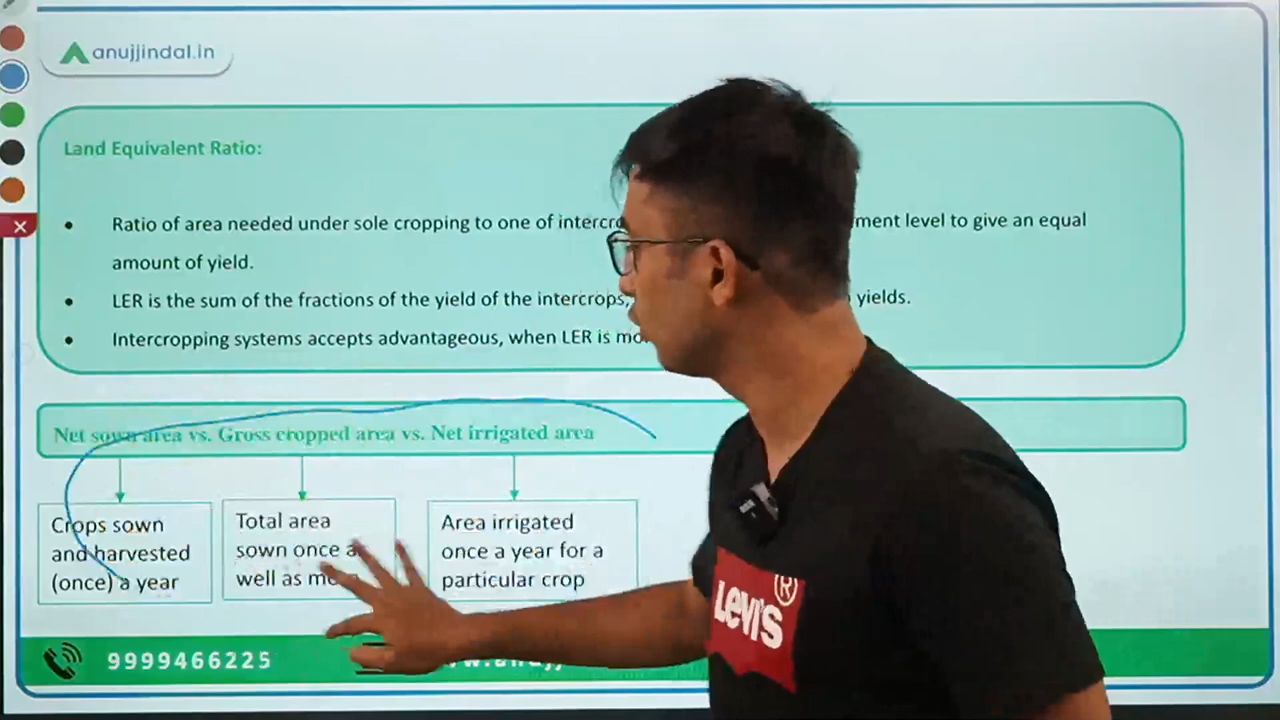 anujjindal.in
Land Equivalent Ratio:
Ratio of area needed under sole cropping to one of level to give an equal
amount of yield.
LER is the sum of the fractions of the yield of the intercrops, yields.
Intercropping systems accepts advantageous, when LER is
Net sown area vs. Gross cropped area vs. Net irrigated area
Crops sown
and harvested
(once) a year
Total area
sown once
well as
Area irrigated
once a year for a
particular crop
9999466225
Levi's ®